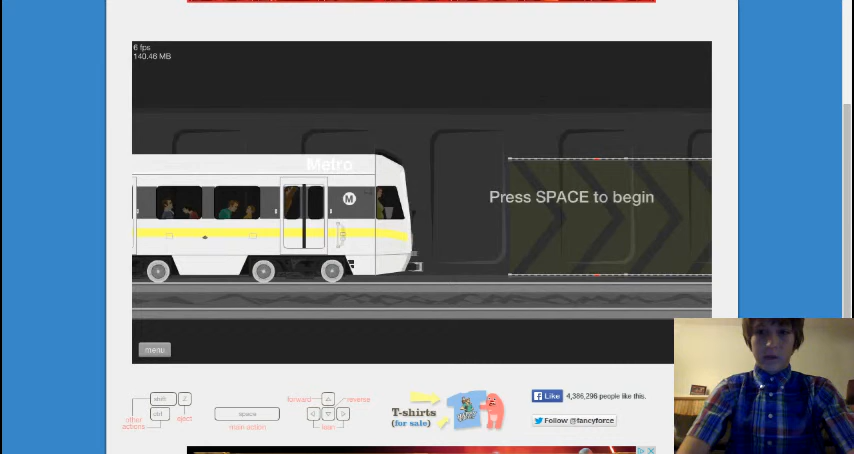 6 fps
140.46 MB
Metro
M
Press SPACE to begin
menu
shift
Z
ctrl
eject
other
actions
space
main action
forward
reverse
lean
T-shirts
(for sale)
Like
4,386,296 people like this.
Follow @fancyforce